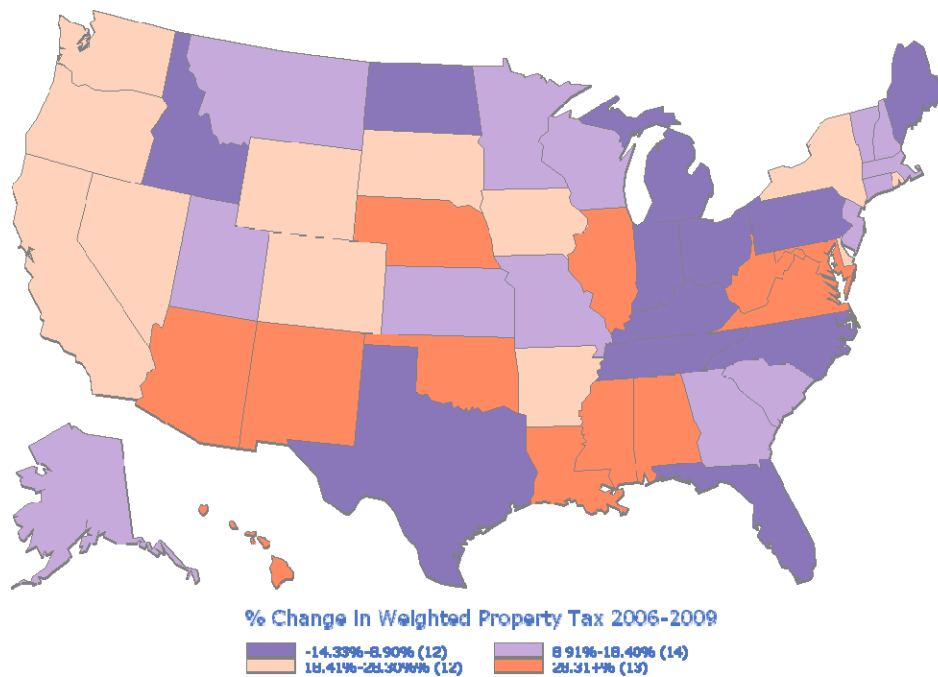 % Change in Weighted Property Tax 2006-2009
-14.33%-8.90% (12) 8.91%-18.40% (14)
18.41%-28.309% (12) 28.31+% (13)